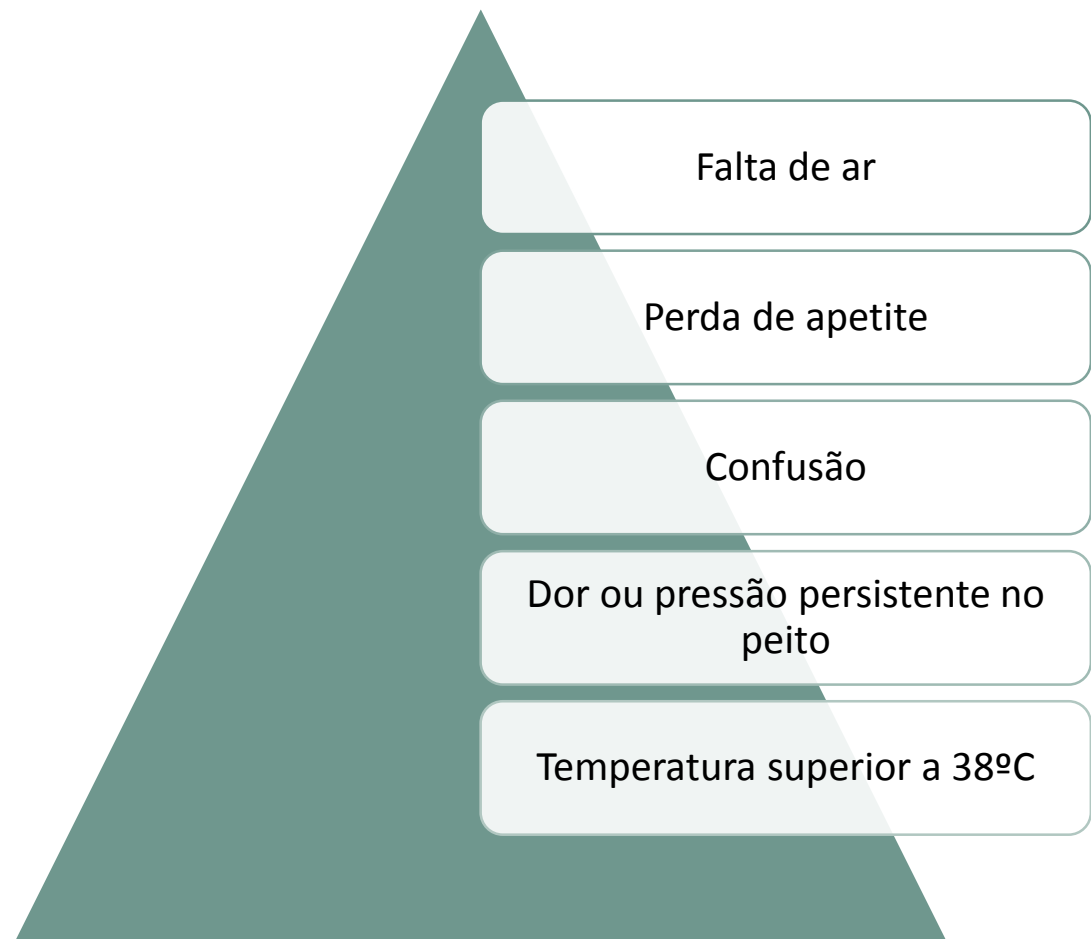 Falta de ar
Perda de apetite
Confusão
Dor ou pressão persistente no
peito
Temperatura superior a 38ºC